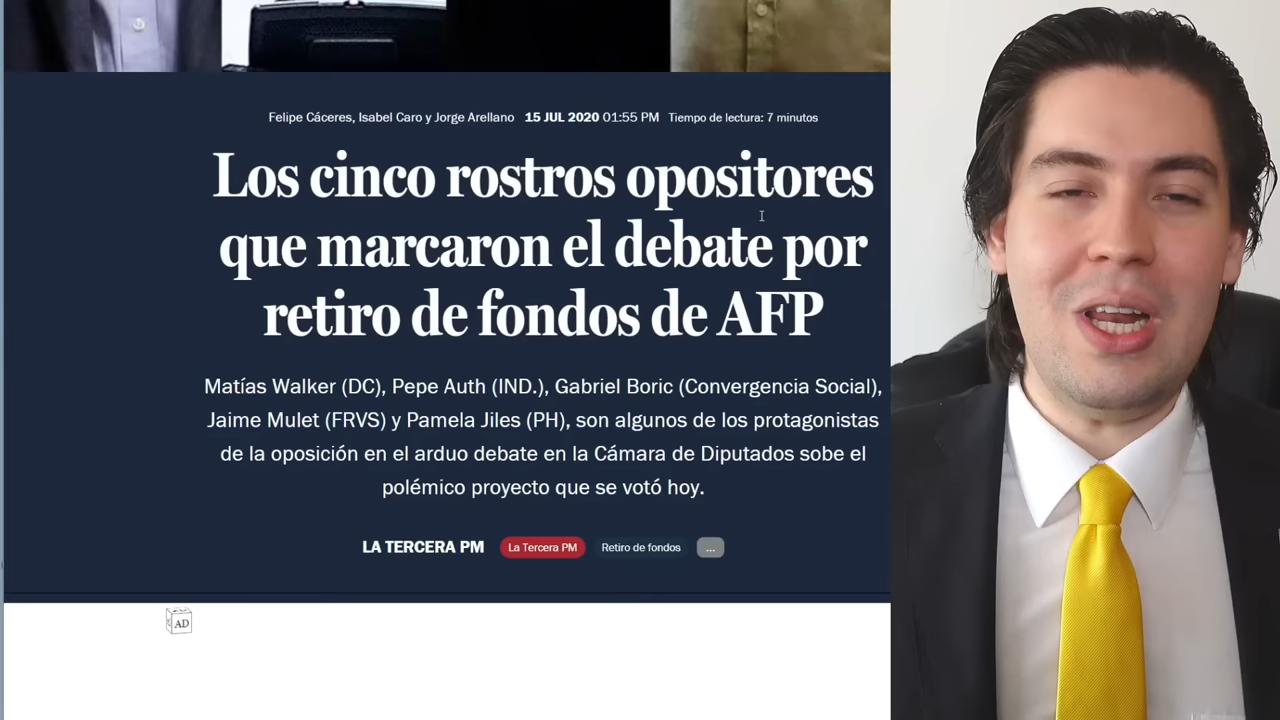 Felipe Cáceres, Isabel Caro y Jorge Arellano 15 JUL 2020 01:55 PM Tiempo de lectura: 7 minutos
Los cinco rostros opositores
que marcaron el debate por
retiro de fondos de AFP
Matías Walker (DC), Pepe Auth (IND.), Gabriel Boric (Convergencia Social),
Jaime Mulet (FRVS) y Pamela Jiles (PH), son algunos de los protagonistas
de la oposición en el arduo debate en la Cámara de Diputados sobe el
polémico proyecto que se votó hoy.
LA TERCERA PM La Tercera PM Retiro de fondos ...
AD